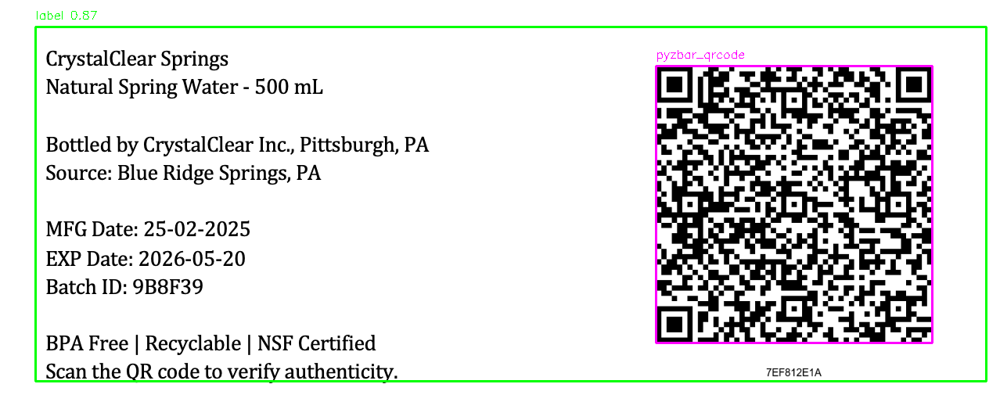 label 0.87
CrystalClear Springs
Natural Spring Water - 500 mL
pyzbar_qrcode
Bottled by CrystalClear Inc., Pittsburgh, PA
Source: Blue Ridge Springs, PA
MFG Date: 25-02-2025
EXP Date: 2026-05-20
Batch ID: 9B8F39
BPA Free | Recyclable | NSF Certified
Scan the QR code to verify authenticity.
7EF812E1A